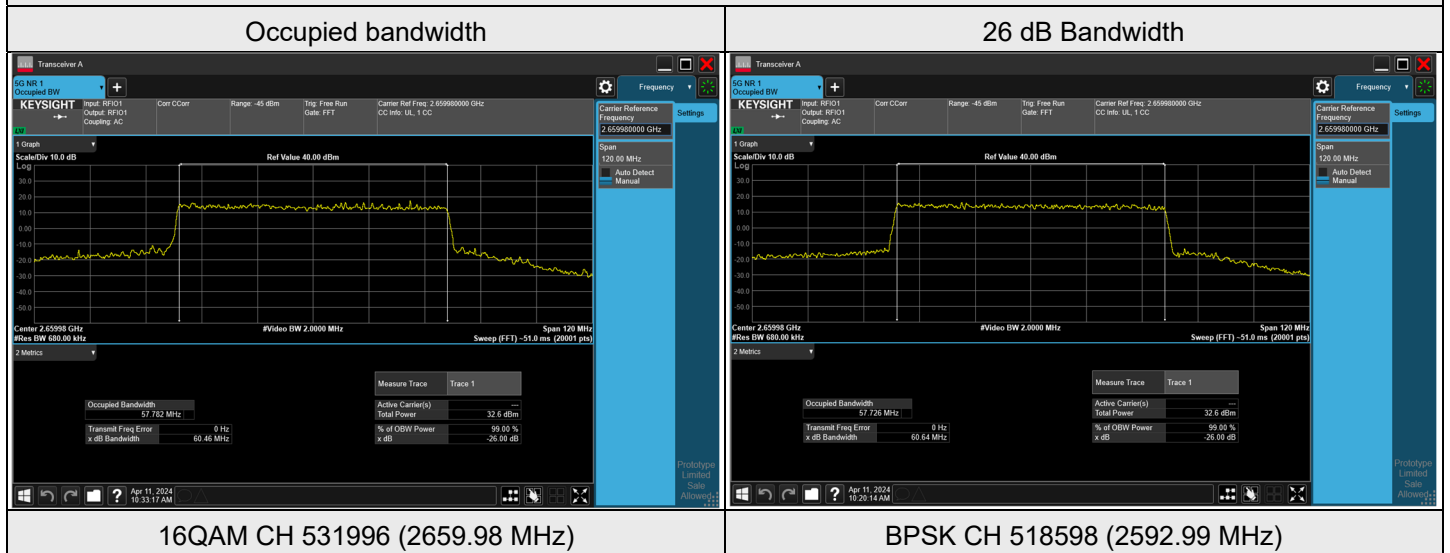 Occupied bandwidth
26 dB Bandwidth
Transceiver A
5G NR 1
Occupied BW
+
Frequency
KEYSIGHT
LXI
Input: RFIO1
Output: RFIO1
Coupling: AC
Corr CCorr
Range: -45 dBm
Trig: Free Run
Gate: FFT
Carrier Ref Freq: 2.659980000 GHz
CC Info: UL, 1 CC
Carrier Reference
Frequency
2.659980000 GHz
Settings
Span
120.00 MHz
Auto Detect
Manual
1 Graph
Scale/Div 10.0 dB
Ref Value 40.00 dBm
Log
30.0
20.0
10.0
0.00
-10.0
-20.0
-30.0
-40.0
-50.0
Center 2.65998 GHz
#Video BW 2.0000 MHz
Span 120 MHz
#Res BW 680.00 kHz
Sweep (FFT) ~51.0 ms (20001 pts)
2 Metrics
Measure Trace Trace 1
Occupied Bandwidth
57.782 MHz
Active Carrier(s) ---
Total Power 32.6 dBm
Transmit Freq Error 0 Hz
x dB Bandwidth 60.46 MHz
% of OBW Power 99.00 %
x dB -26.00 dB
Prototype
Limited
Sale
Allowed
?
Apr 11, 2024
10:33:17 AM
Transceiver A
5G NR 1
Occupied BW
+
Frequency
KEYSIGHT
LXI
Input: RFIO1
Output: RFIO1
Coupling: AC
Corr CCorr
Range: -45 dBm
Trig: Free Run
Gate: FFT
Carrier Ref Freq: 2.659980000 GHz
CC Info: UL, 1 CC
Carrier Reference
Frequency
2.659980000 GHz
Settings
Span
120.00 MHz
Auto Detect
Manual
1 Graph
Scale/Div 10.0 dB
Ref Value 40.00 dBm
Log
30.0
20.0
10.0
0.00
-10.0
-20.0
-30.0
-40.0
-50.0
Center 2.65998 GHz
#Video BW 2.0000 MHz
Span 120 MHz
#Res BW 680.00 kHz
Sweep (FFT) ~51.0 ms (20001 pts)
2 Metrics
Measure Trace Trace 1
Occupied Bandwidth
57.726 MHz
Active Carrier(s) ---
Total Power 32.6 dBm
Transmit Freq Error 0 Hz
x dB Bandwidth 60.64 MHz
% of OBW Power 99.00 %
x dB -26.00 dB
Prototype
Limited
Sale
Allowed
?
Apr 11, 2024
10:20:14 AM
16QAM CH 531996 (2659.98 MHz)
BPSK CH 518598 (2592.99 MHz)